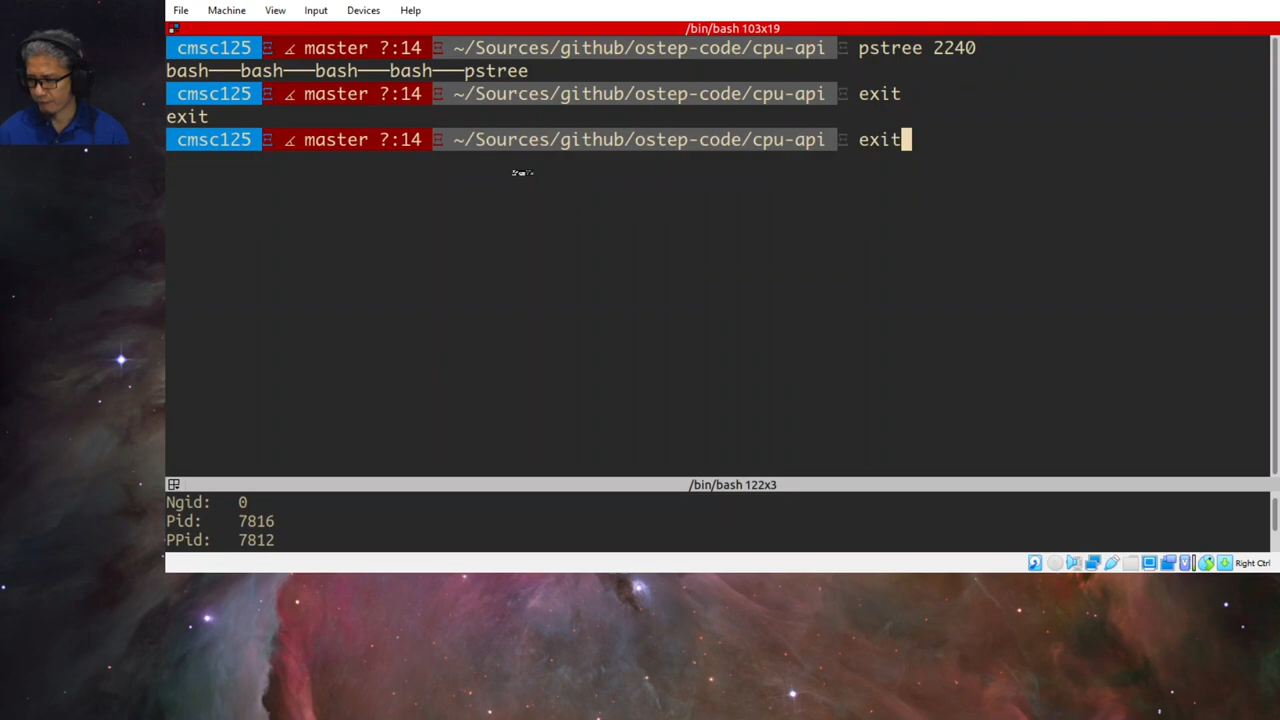 File Machine View Input Devices Help
/bin/bash 103x19
cmsc125 master ?:14 ~/Sources/github/ostep-code/cpu-api pstree 2240
bash───bash───bash───bash───pstree
cmsc125 master ?:14 ~/Sources/github/ostep-code/cpu-api exit
exit
cmsc125 master ?:14 ~/Sources/github/ostep-code/cpu-api exit
/bin/bash 122x3
Ngid: 0
Pid: 7816
PPid: 7812
Right Ctrl